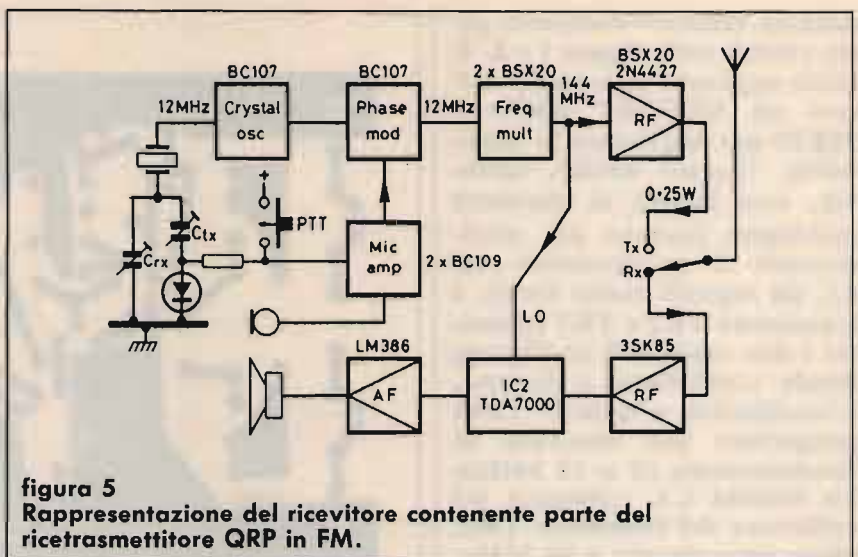 BC107
BC107
2 x BSX20
BSX20
2N4427
12MHz
Crystal
osc
Phase
mod
12MHz
Freq
mult
144
MHz
RF
0·25W
+
PTT
Ctx
Crx
Mic
amp
2 x BC109
Tx
Rx
LO
LM386
AF
IC2
TDA7000
3SK85
RF
figura 5
Rappresentazione del ricevitore contenente parte del
ricetrasmettitore QRP in FM.